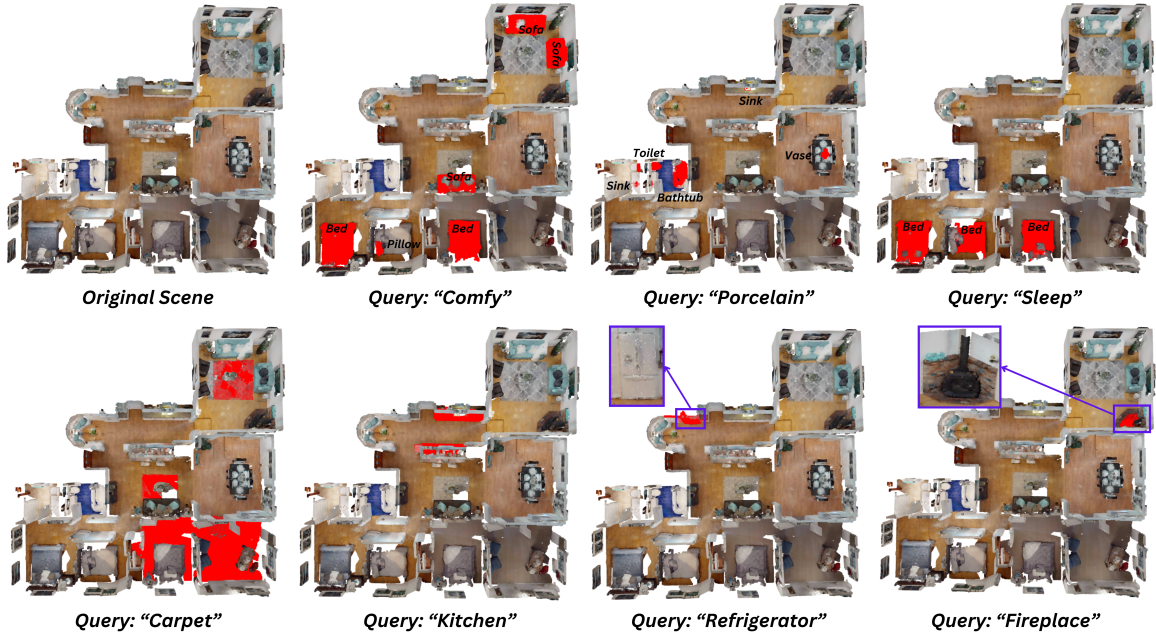 Sofa
Sofa
Sofa
Bed
Pillow
Bed
Sink
Toilet
Vase
Sink
Bathtub
Bed
Bed
Bed
Original Scene
Query: “Comfy”
Query: “Porcelain”
Query: “Sleep”
Query: “Carpet”
Query: “Kitchen”
Query: “Refrigerator”
Query: “Fireplace”